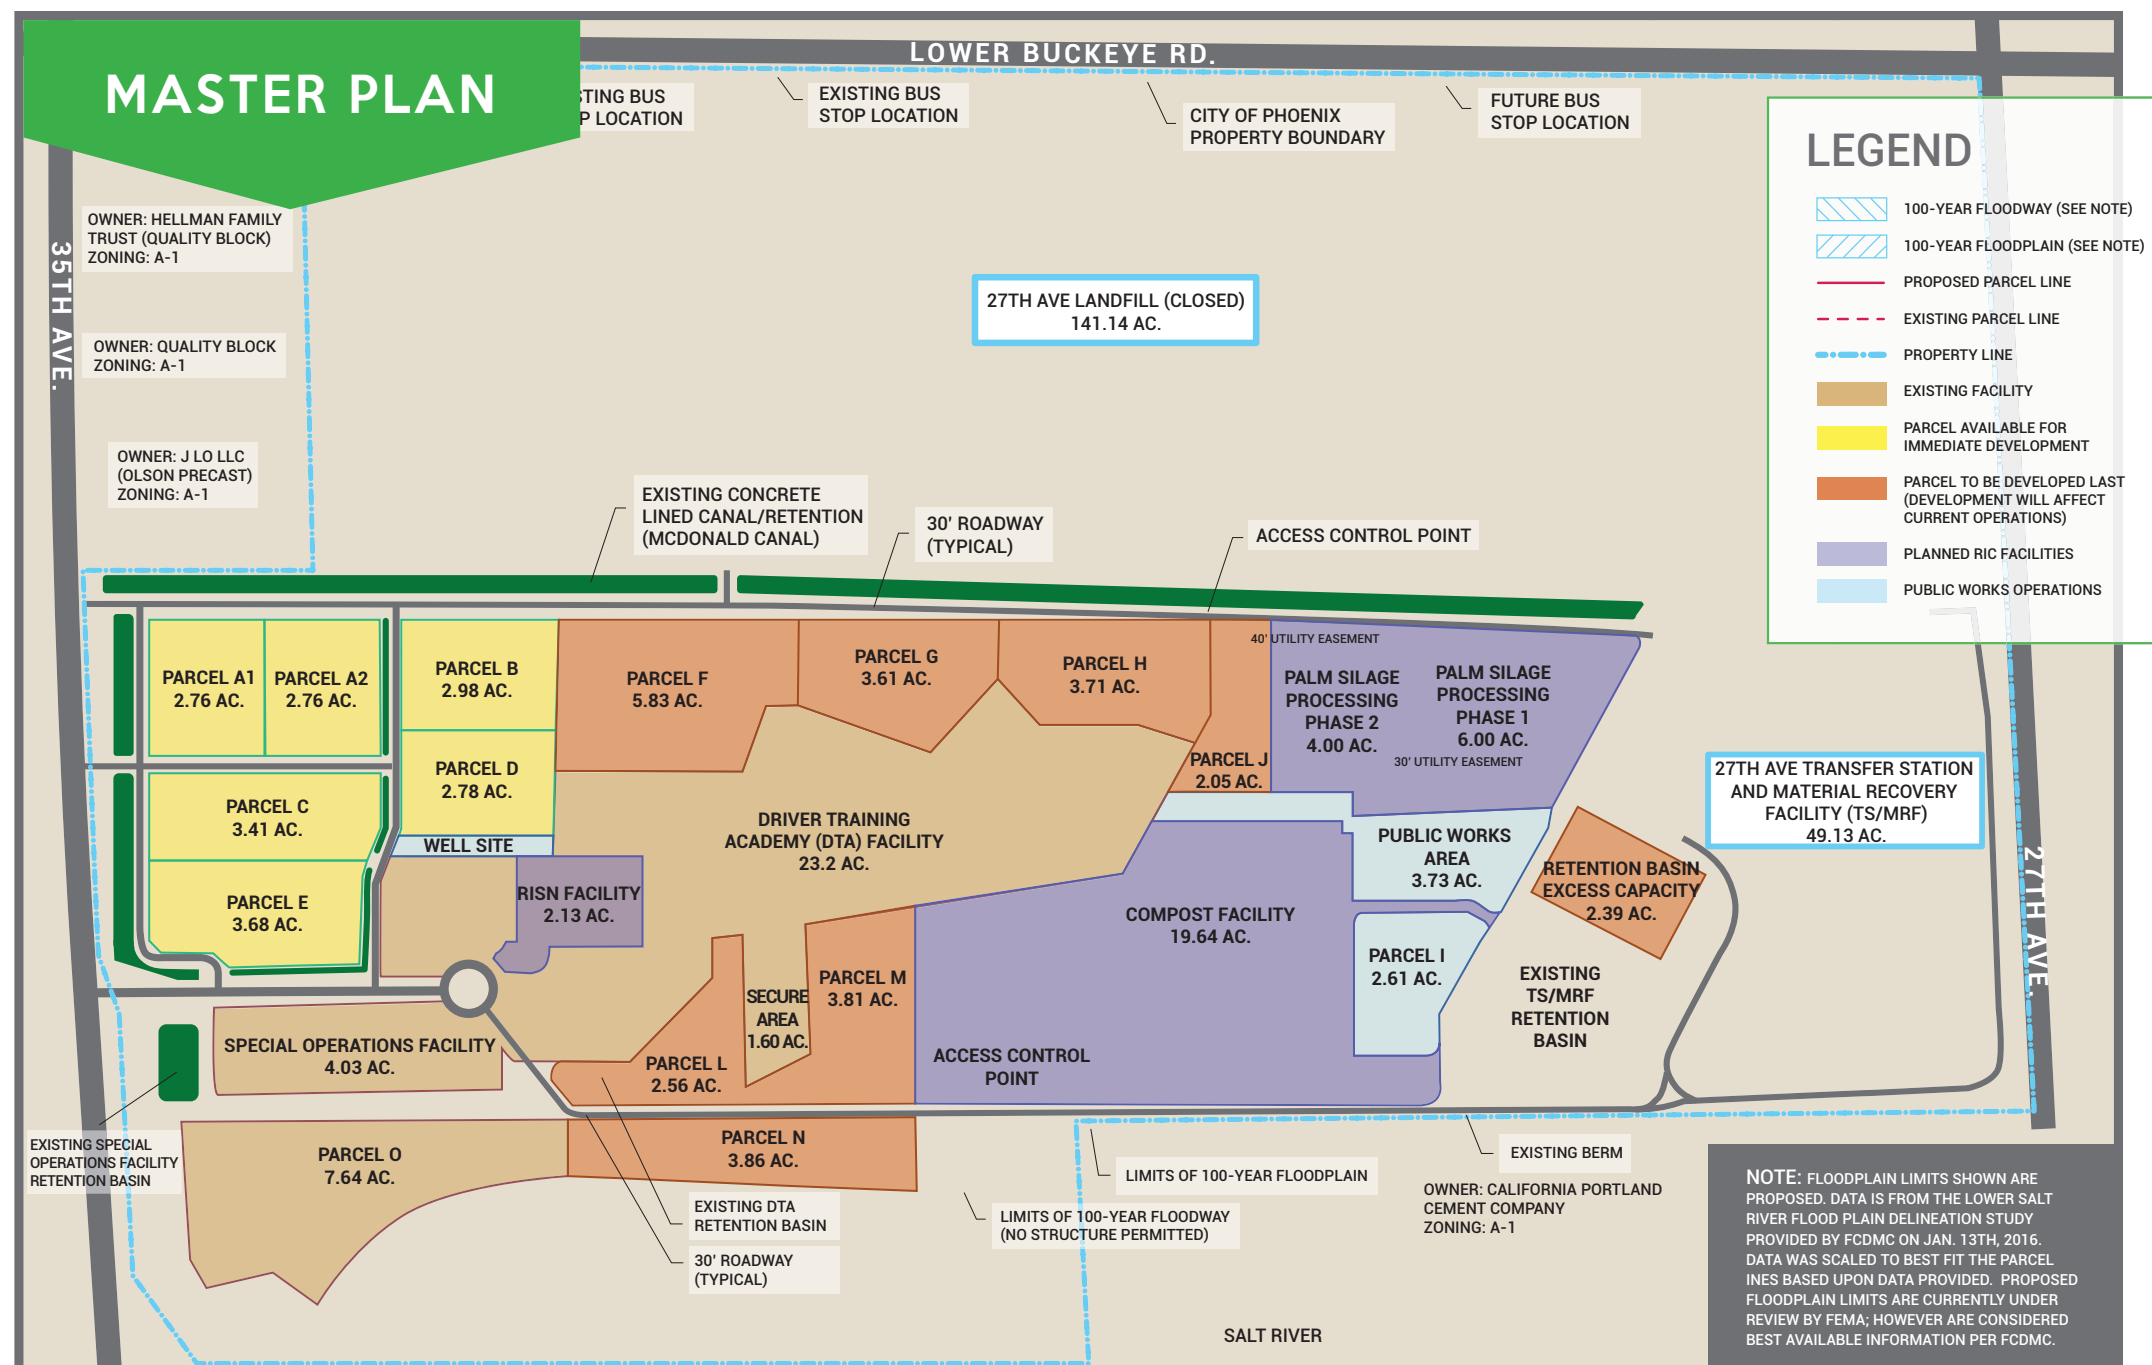 MASTER PLAN
LOWER BUCKEYE RD.
STING BUS
P LOCATION
EXISTING BUS
STOP LOCATION
CITY OF PHOENIX
PROPERTY BOUNDARY
FUTURE BUS
STOP LOCATION
LEGEND
100-YEAR FLOODWAY (SEE NOTE)
100-YEAR FLOODPLAIN (SEE NOTE)
PROPOSED PARCEL LINE
EXISTING PARCEL LINE
PROPERTY LINE
EXISTING FACILITY
PARCEL AVAILABLE FOR
IMMEDIATE DEVELOPMENT
PARCEL TO BE DEVELOPED LAST
(DEVELOPMENT WILL AFFECT
CURRENT OPERATIONS)
PLANNED RIC FACILITIES
PUBLIC WORKS OPERATIONS
OWNER: HELLMAN FAMILY
TRUST (QUALITY BLOCK)
ZONING: A-1
35TH AVE.
OWNER: QUALITY BLOCK
ZONING: A-1
OWNER: J LO LLC
(OLSON PRECAST)
ZONING: A-1
27TH AVE LANDFILL (CLOSED)
141.14 AC.
EXISTING CONCRETE
LINED CANAL/RETENTION
(MCDONALD CANAL)
30' ROADWAY
(TYPICAL)
ACCESS CONTROL POINT
PARCEL A1
2.76 AC.
PARCEL A2
2.76 AC.
PARCEL B
2.98 AC.
PARCEL F
5.83 AC.
PARCEL G
3.61 AC.
PARCEL H
3.71 AC.
40' UTILITY EASEMENT
PALM SILAGE
PROCESSING
PHASE 2
4.00 AC.
PALM SILAGE
PROCESSING
PHASE 1
6.00 AC.
30' UTILITY EASEMENT
PARCEL J
2.05 AC.
27TH AVE TRANSFER STATION
AND MATERIAL RECOVERY
FACILITY (TS/MRF)
49.13 AC.
27TH AVE.
PARCEL C
3.41 AC.
PARCEL D
2.78 AC.
WELL SITE
DRIVER TRAINING
ACADEMY (DTA) FACILITY
23.2 AC.
PUBLIC WORKS
AREA
3.73 AC.
RETENTION BASIN
EXCESS CAPACITY
2.39 AC.
PARCEL E
3.68 AC.
RISN FACILITY
2.13 AC.
COMPOST FACILITY
19.64 AC.
PARCEL I
2.61 AC.
EXISTING
TS/MRF
RETENTION
BASIN
PARCEL M
3.81 AC.
SECURE
AREA
1.60 AC.
SPECIAL OPERATIONS FACILITY
4.03 AC.
PARCEL L
2.56 AC.
ACCESS CONTROL
POINT
EXISTING SPECIAL
OPERATIONS FACILITY
RETENTION BASIN
PARCEL O
7.64 AC.
PARCEL N
3.86 AC.
EXISTING DTA
RETENTION BASIN
30' ROADWAY
(TYPICAL)
LIMITS OF 100-YEAR FLOODPLAIN
LIMITS OF 100-YEAR FLOODWAY
(NO STRUCTURE PERMITTED)
EXISTING BERM
OWNER: CALIFORNIA PORTLAND
CEMENT COMPANY
ZONING: A-1
SALT RIVER
NOTE: FLOODPLAIN LIMITS SHOWN ARE
PROPOSED. DATA IS FROM THE LOWER SALT
RIVER FLOOD PLAIN DELINEATION STUDY
PROVIDED BY FCDMC ON JAN. 13TH, 2016.
DATA WAS SCALED TO BEST FIT THE PARCEL
INES BASED UPON DATA PROVIDED. PROPOSED
FLOODPLAIN LIMITS ARE CURRENTLY UNDER
REVIEW BY FEMA; HOWEVER ARE CONSIDERED
BEST AVAILABLE INFORMATION PER FCDMC.